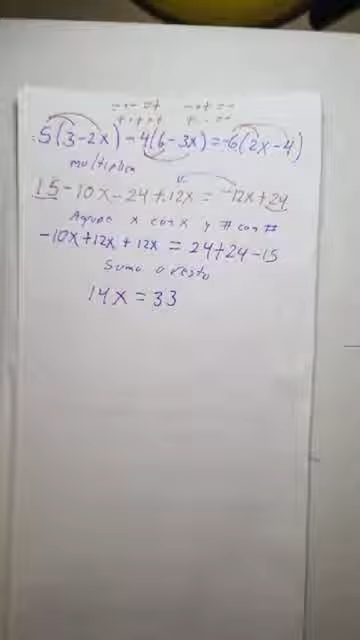 - · - = +    - · + = -
+ · + = +    + · - = -
5(3-2x)-4(6-3x)=-6(2x-4)
multiplica
15-10x-24+12x=-12x+24
Agrupo x con x y # con #
-10x+12x+12x=24+24-15
Sumo o resto
14x=33